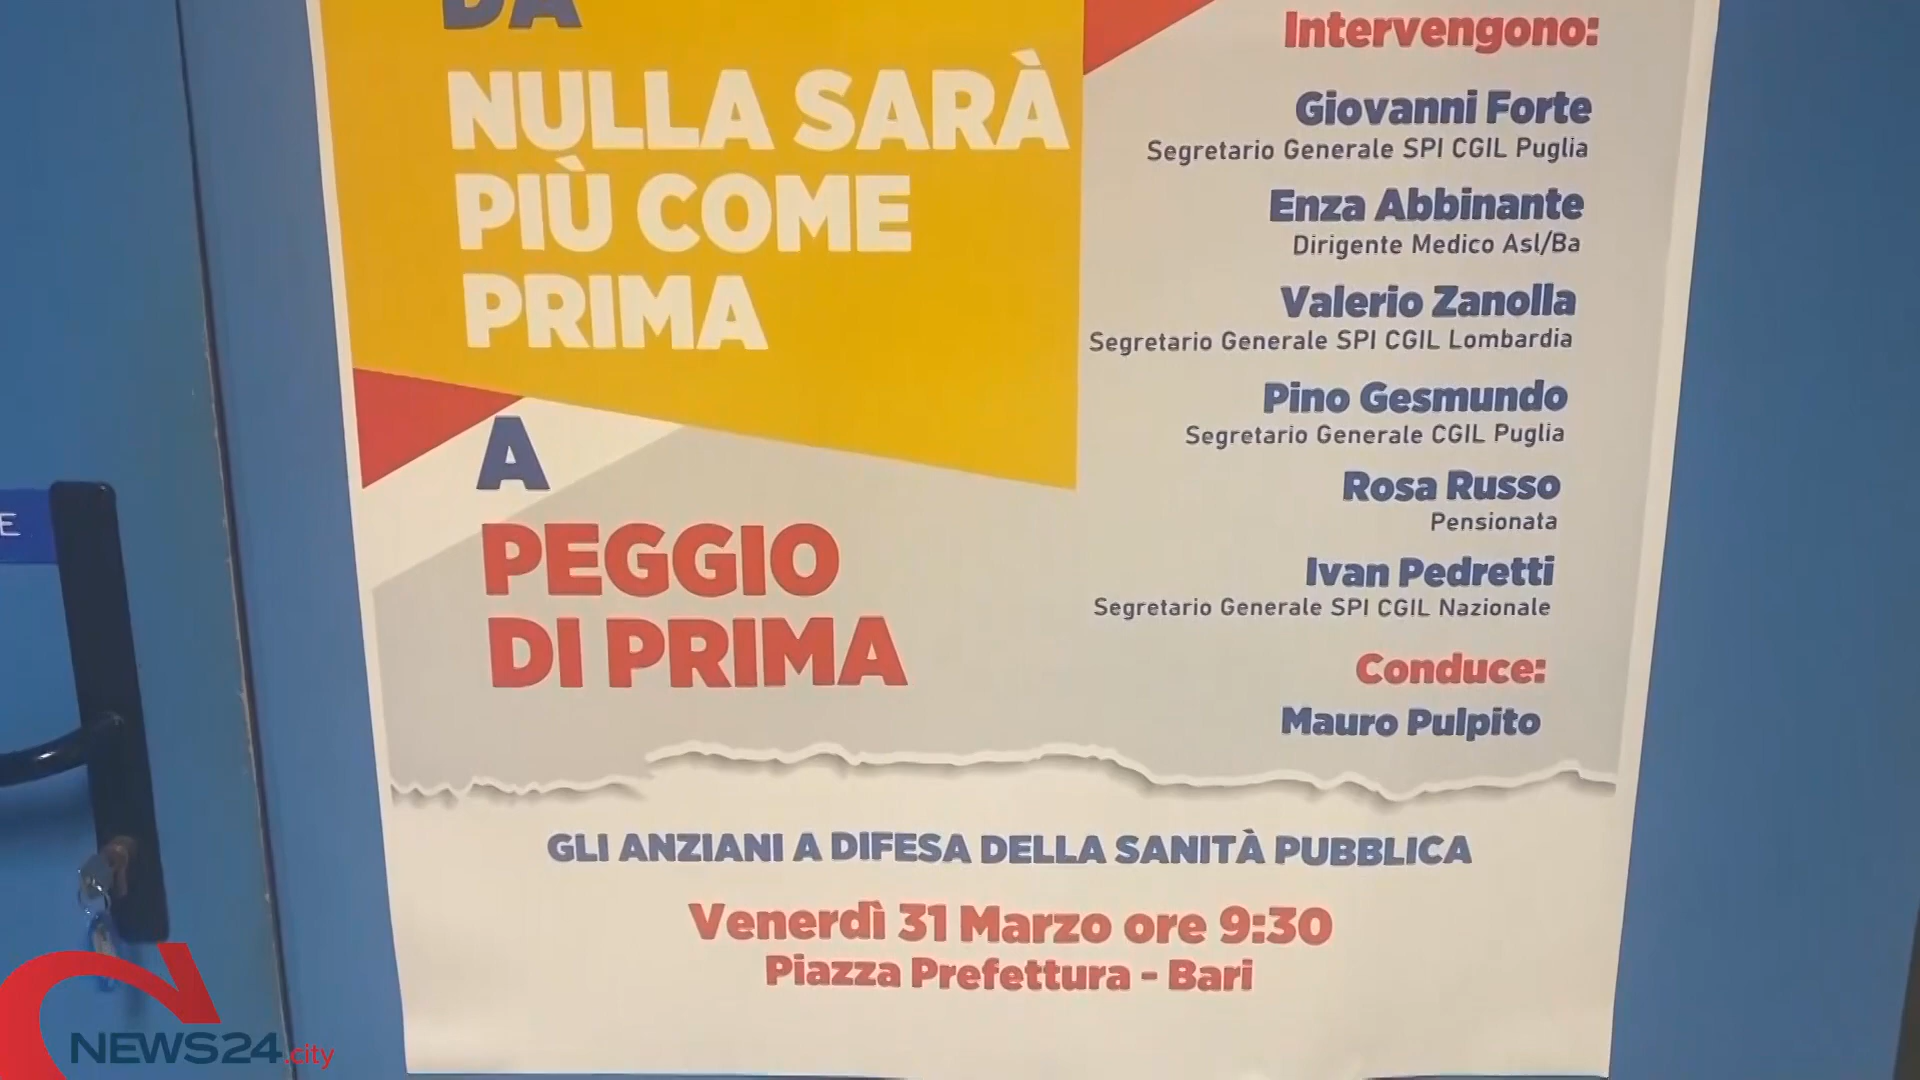 DA
NULLA SARÀ
PIÙ COME
PRIMA
A
PEGGIO
DI PRIMA
Intervengono:
Giovanni Forte
Segretario Generale SPI CGIL Puglia
Enza Abbinante
Dirigente Medico Asl/Ba
Valerio Zanolla
Segretario Generale SPI CGIL Lombardia
Pino Gesmundo
Segretario Generale CGIL Puglia
Rosa Russo
Pensionata
Ivan Pedretti
Segretario Generale SPI CGIL Nazionale
Conduce:
Mauro Pulpito
GLI ANZIANI A DIFESA DELLA SANITÀ PUBBLICA
Venerdì 31 Marzo ore 9:30
Piazza Prefettura - Bari
E
NEWS24.city